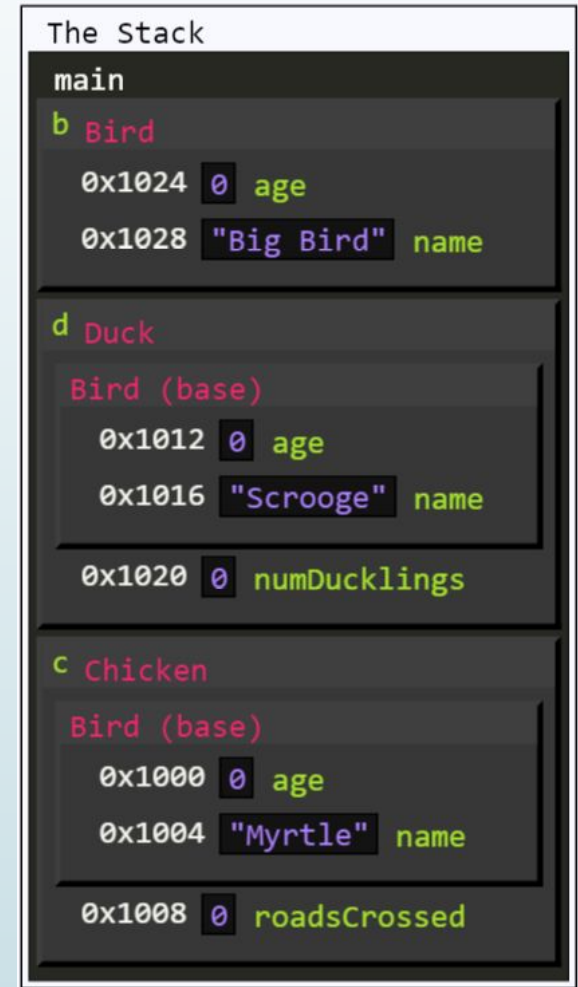 The Stack
main
b Bird
0x1024 0 age
0x1028 "Big Bird" name
d Duck
Bird (base)
0x1012 0 age
0x1016 "Scrooge" name
0x1020 0 numDucklings
c Chicken
Bird (base)
0x1000 0 age
0x1004 "Myrtle" name
0x1008 0 roadsCrossed